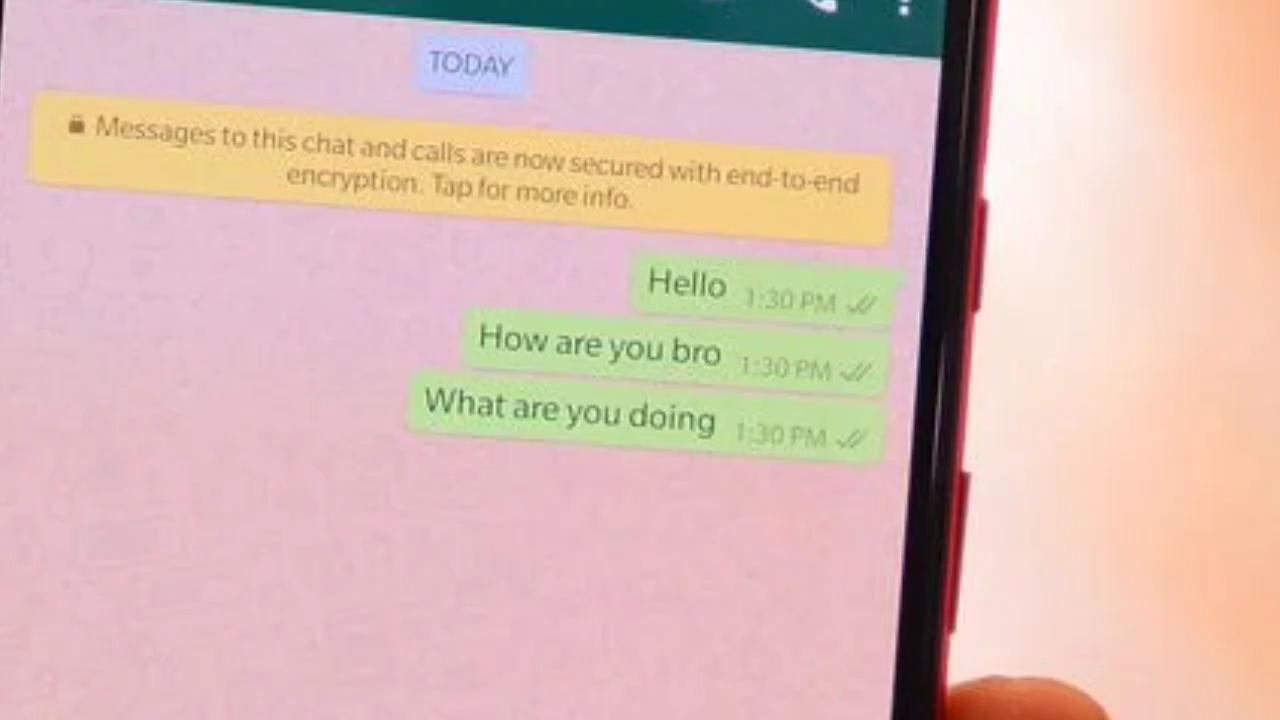 TODAY
Messages to this chat and calls are now secured with end-to-end
encryption. Tap for more info.
Hello 1:30 PM
How are you bro 1:30 PM
What are you doing 1:30 PM